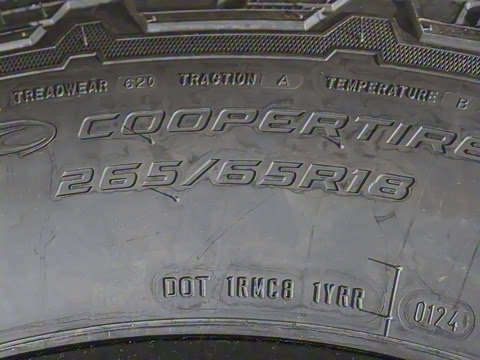 TREADWEAR 620 TRACTION A TEMPERATURE B
COOPERTIRE
265/65R18
DOT 1RMC8 1YRR 0124